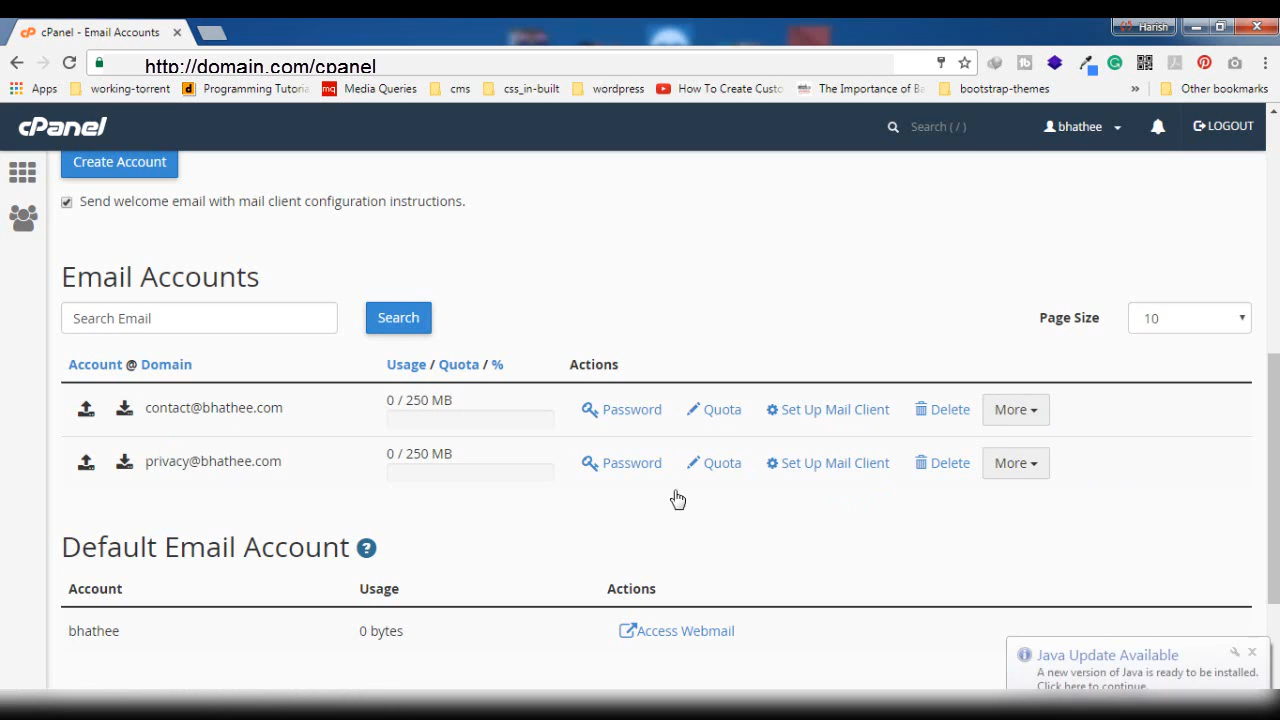 cPanel - Email Accounts
Harish
http://domain.com/cpanel
Apps working-torrent Programming Tutoria Media Queries cms css_in-built wordpress How To Create Custo The Importance of Ba bootstrap-themes » Other bookmarks
cPanel Search ( / ) bhathee LOGOUT
Create Account
Send welcome email with mail client configuration instructions.
Email Accounts
Search Email Search Page Size 10
Account @ Domain Usage / Quota / % Actions
contact@bhathee.com 0 / 250 MB Password Quota Set Up Mail Client Delete More
privacy@bhathee.com 0 / 250 MB Password Quota Set Up Mail Client Delete More
Default Email Account ?
Account Usage Actions
bhathee 0 bytes Access Webmail
Java Update Available
A new version of Java is ready to be installed.
Click here to continue.